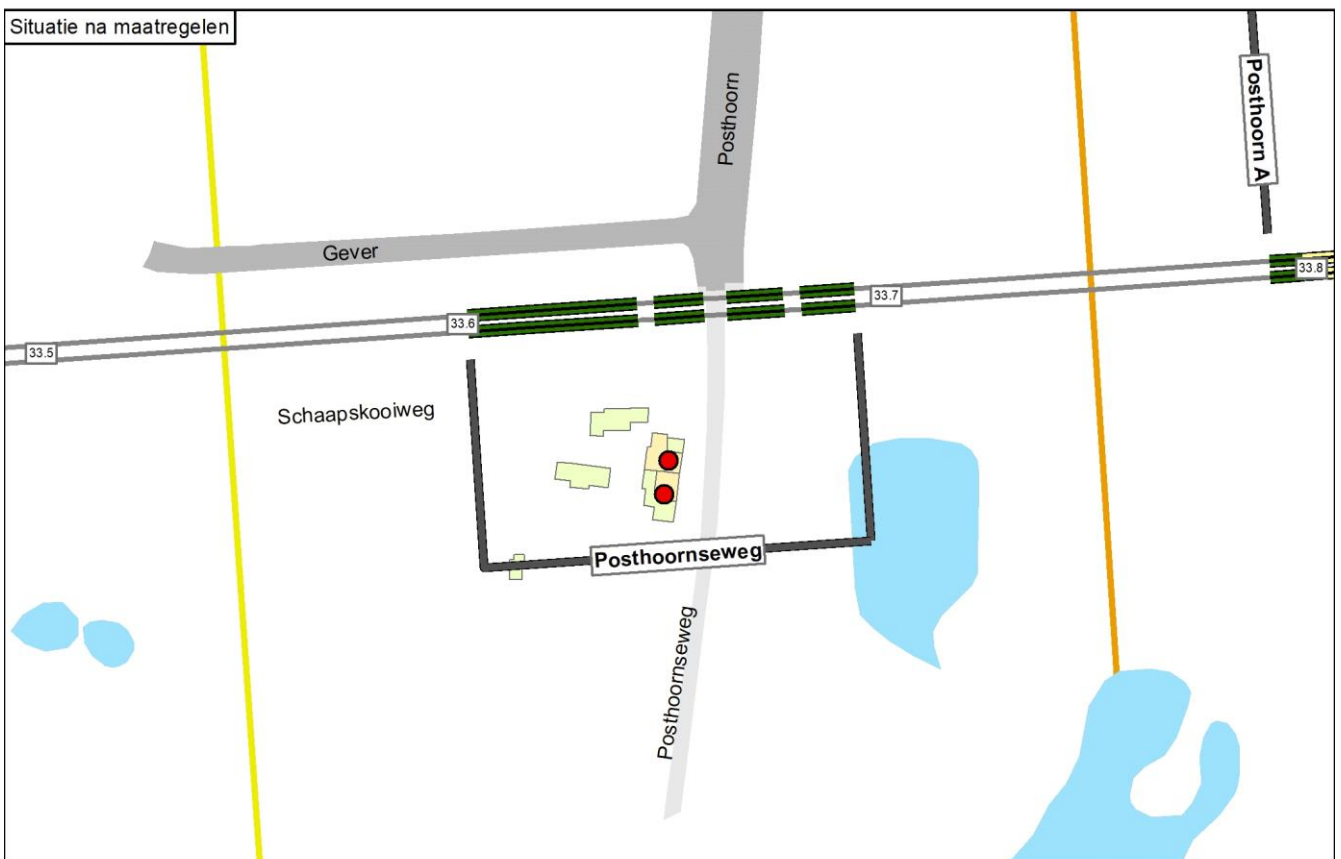 Situatie na maatregelen
Posthoorn
Posthoorn A
Gever
33.8
33.7
33.6
33.5
Schaapskooiweg
Posthoornseweg
Posthoornseweg